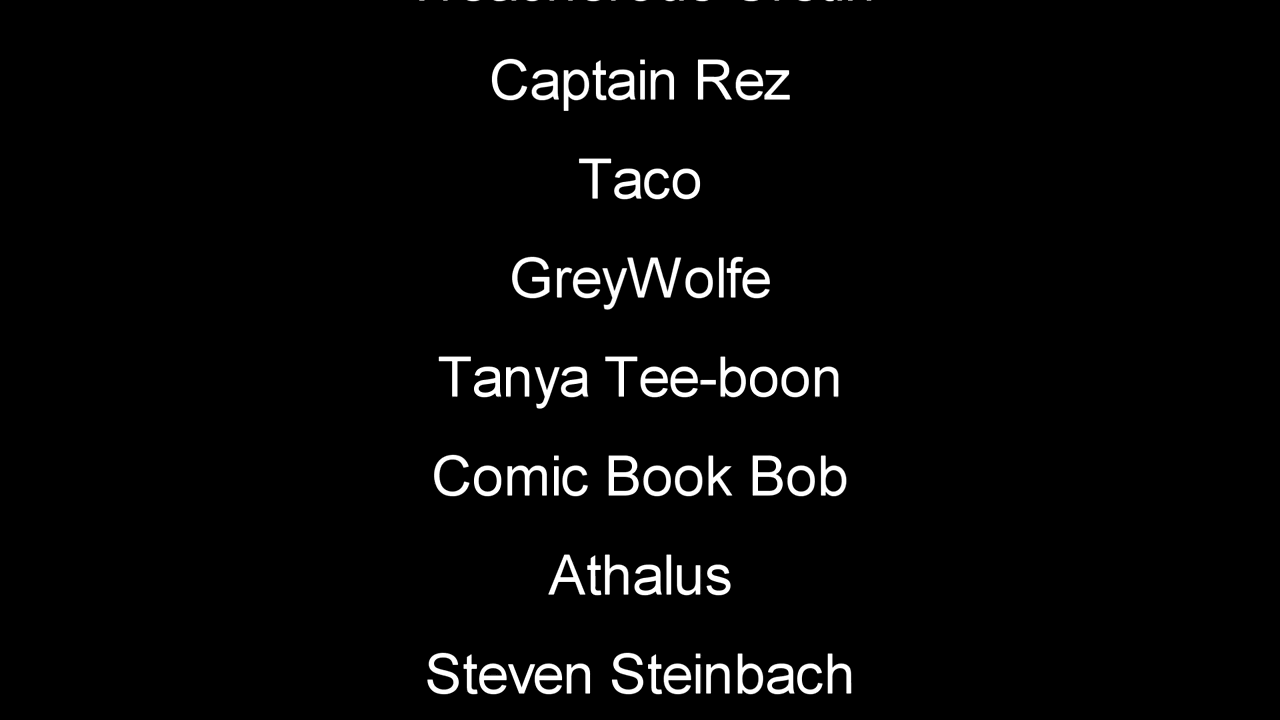 Captain Rez
Taco
GreyWolfe
Tanya Tee-boon
Comic Book Bob
Athalus
Steven Steinbach